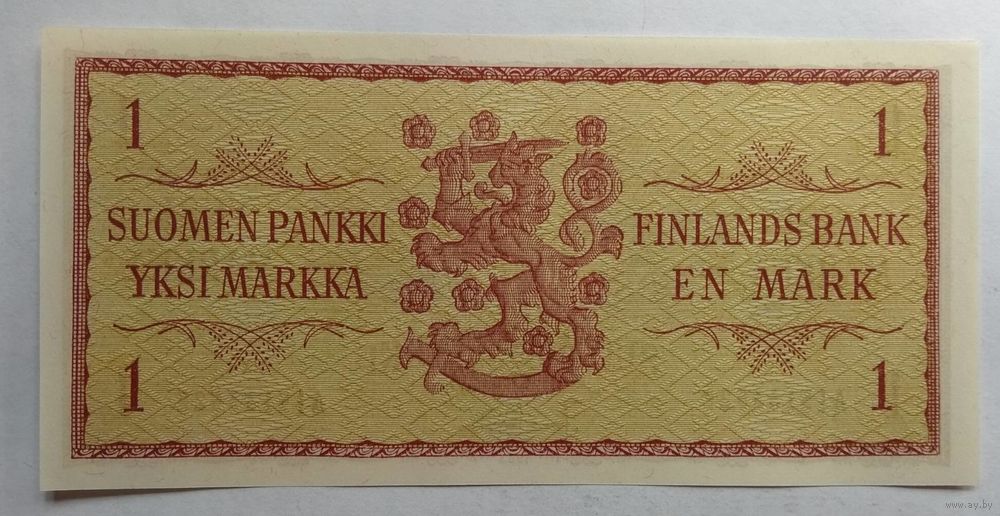 1
1
SUOMEN PANKKI
YKSI MARKKA
FINLANDS BANK
EN MARK
1
1
www.ay.by